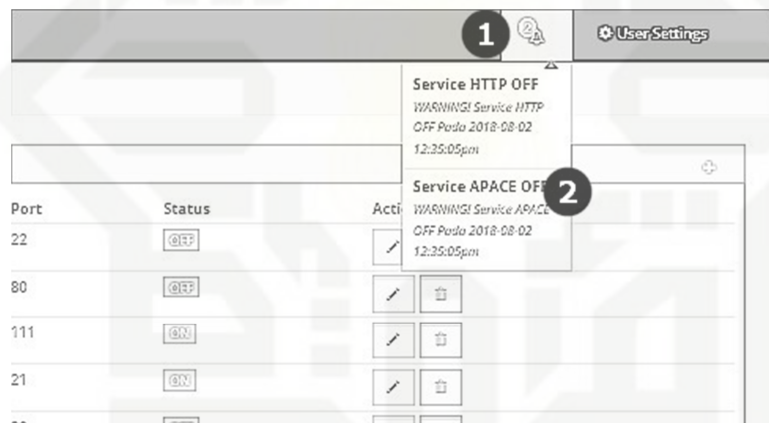 1
2
User Settings
Service HTTP OFF
WARNING! Service HTTP
OFF Pada 2018-08-02
12:35:05pm
Service APACE OFF
2
WARNING! Service APACE
OFF Pada 2018-08-02
12:35:05pm
Port Status Acti
22 OFF
80 OFF
111 ON
21 ON